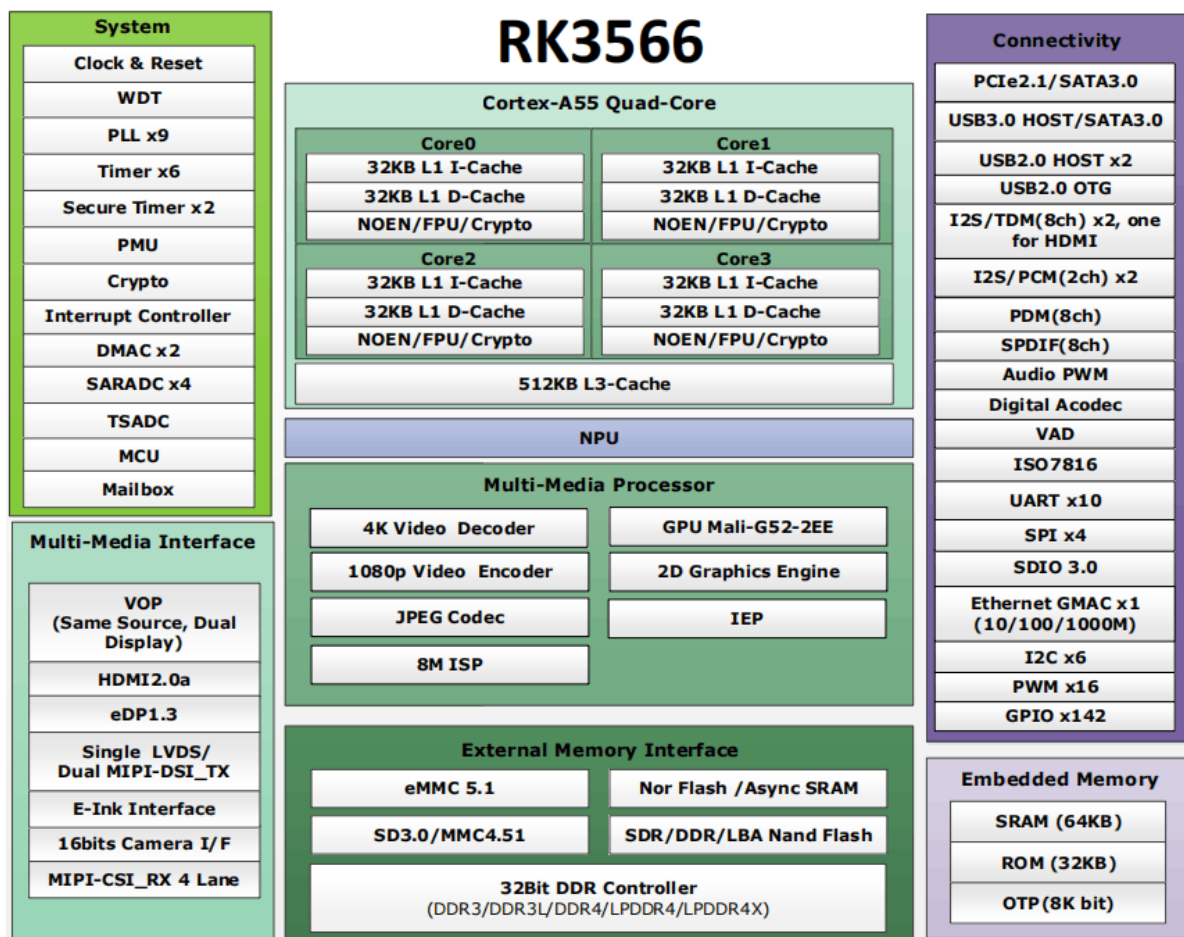 RK3566
System
Clock & Reset
WDT
PLL x9
Timer x6
Secure Timer x2
PMU
Crypto
Interrupt Controller
DMAC x2
SARADC x4
TSADC
MCU
Mailbox
Multi-Media Interface
VOP
(Same Source, Dual
Display)
HDMI2.0a
eDP1.3
Single LVDS/
Dual MIPI-DSI_TX
E-Ink Interface
16bits Camera I/F
MIPI-CSI_RX 4 Lane
Cortex-A55 Quad-Core
Core0
32KB L1 I-Cache
32KB L1 D-Cache
NOEN/FPU/Crypto
Core1
32KB L1 I-Cache
32KB L1 D-Cache
NOEN/FPU/Crypto
Core2
32KB L1 I-Cache
32KB L1 D-Cache
NOEN/FPU/Crypto
Core3
32KB L1 I-Cache
32KB L1 D-Cache
NOEN/FPU/Crypto
512KB L3-Cache
NPU
Multi-Media Processor
4K Video Decoder
1080p Video Encoder
JPEG Codec
8M ISP
GPU Mali-G52-2EE
2D Graphics Engine
IEP
External Memory Interface
eMMC 5.1
Nor Flash /Async SRAM
SD3.0/MMC4.51
SDR/DDR/LBA Nand Flash
32Bit DDR Controller
(DDR3/DDR3L/DDR4/LPDDR4/LPDDR4X)
Connectivity
PCIe2.1/SATA3.0
USB3.0 HOST/SATA3.0
USB2.0 HOST x2
USB2.0 OTG
I2S/TDM(8ch) x2, one
for HDMI
I2S/PCM(2ch) x2
PDM(8ch)
SPDIF(8ch)
Audio PWM
Digital Acodec
VAD
ISO7816
UART x10
SPI x4
SDIO 3.0
Ethernet GMAC x1
(10/100/1000M)
I2C x6
PWM x16
GPIO x142
Embedded Memory
SRAM (64KB)
ROM (32KB)
OTP(8K bit)